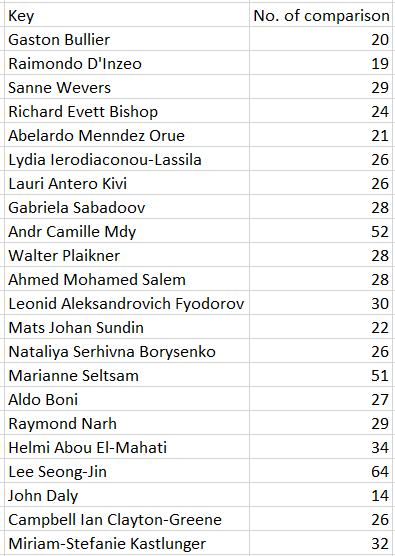 Key No. of comparison
Gaston Bullier 20
Raimondo D'Inzeo 19
Sanne Wevers 29
Richard Evett Bishop 24
Abelardo Menndez Orue 21
Lydia Ierodiaconou-Lassila 26
Lauri Antero Kivi 26
Gabriela Sabadoov 28
Andr Camille Mdy 52
Walter Plaikner 28
Ahmed Mohamed Salem 28
Leonid Aleksandrovich Fyodorov 30
Mats Johan Sundin 22
Nataliya Serhivna Borysenko 26
Marianne Seltsam 51
Aldo Boni 27
Raymond Narh 29
Helmi Abou El-Mahati 34
Lee Seong-Jin 64
John Daly 14
Campbell Ian Clayton-Greene 26
Miriam-Stefanie Kastlunger 32